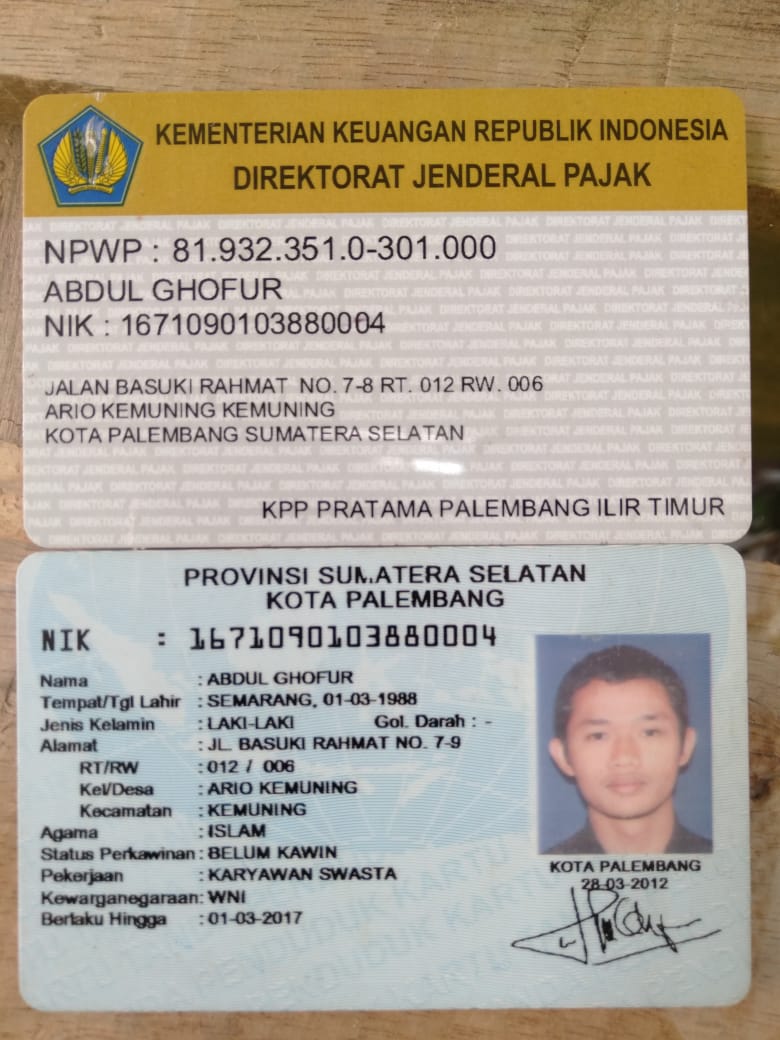 KEMENTERIAN KEUANGAN REPUBLIK INDONESIA
DIREKTORAT JENDERAL PAJAK
NPWP : 81.932.351.0-301.000
ABDUL GHOFUR
NIK : 1671090103880004
JALAN BASUKI RAHMAT NO. 7-8 RT. 012 RW. 006
ARIO KEMUNING KEMUNING
KOTA PALEMBANG SUMATERA SELATAN
KPP PRATAMA PALEMBANG ILIR TIMUR
PROVINSI SUMATERA SELATAN
KOTA PALEMBANG
NIK : 1671090103880004
Nama : ABDUL GHOFUR
Tempat/Tgl Lahir : SEMARANG, 01-03-1988
Jenis Kelamin : LAKI-LAKI Gol. Darah : -
Alamat : JL. BASUKI RAHMAT NO. 7-9
RT/RW : 012 / 006
Kel/Desa : ARIO KEMUNING
Kecamatan : KEMUNING
Agama : ISLAM
Status Perkawinan : BELUM KAWIN
Pekerjaan : KARYAWAN SWASTA
Kewarganegaraan : WNI
Berlaku Hingga : 01-03-2017
KOTA PALEMBANG
28-03-2012